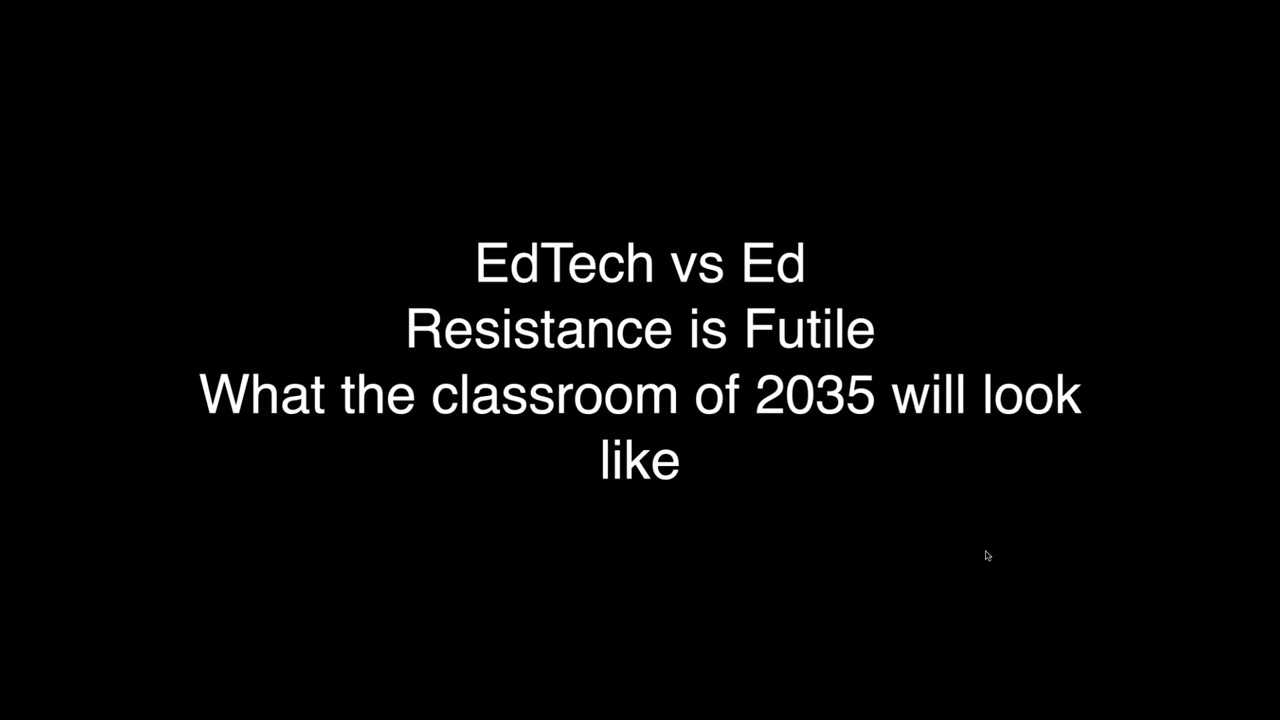 EdTech vs Ed
Resistance is Futile
What the classroom of 2035 will look
like